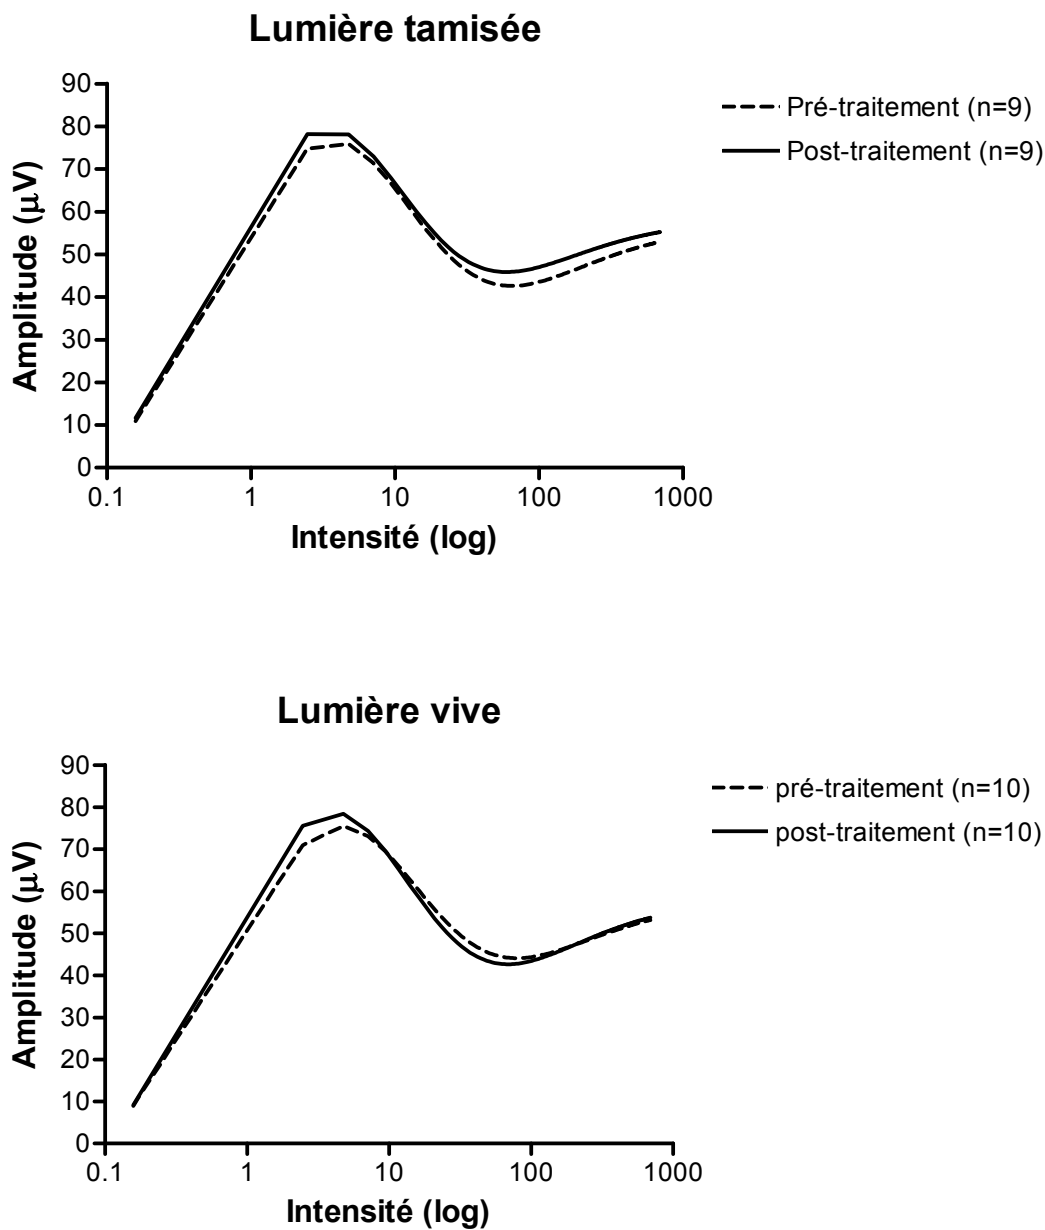 Lumière tamisée
90
80
70
60
50
40
30
20
10
0
Amplitude (µV)
0.1 1 10 100 1000
Intensité (log)
Pré-traitement (n=9)
Post-traitement (n=9)
Lumière vive
90
80
70
60
50
40
30
20
10
0
Amplitude (µV)
0.1 1 10 100 1000
Intensité (log)
pré-traitement (n=10)
post-traitement (n=10)